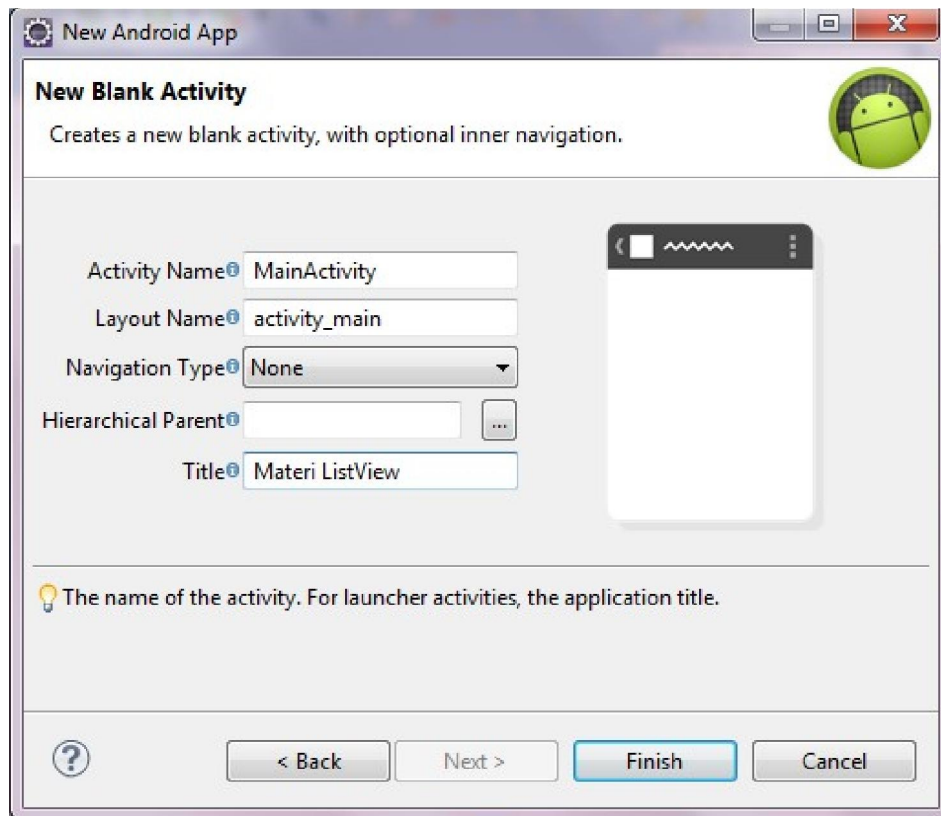 New Android App
New Blank Activity
Creates a new blank activity, with optional inner navigation.
Activity Name MainActivity
Layout Name activity_main
Navigation Type None
Hierarchical Parent ...
Title Materi ListView
The name of the activity. For launcher activities, the application title.
? < Back Next > Finish Cancel